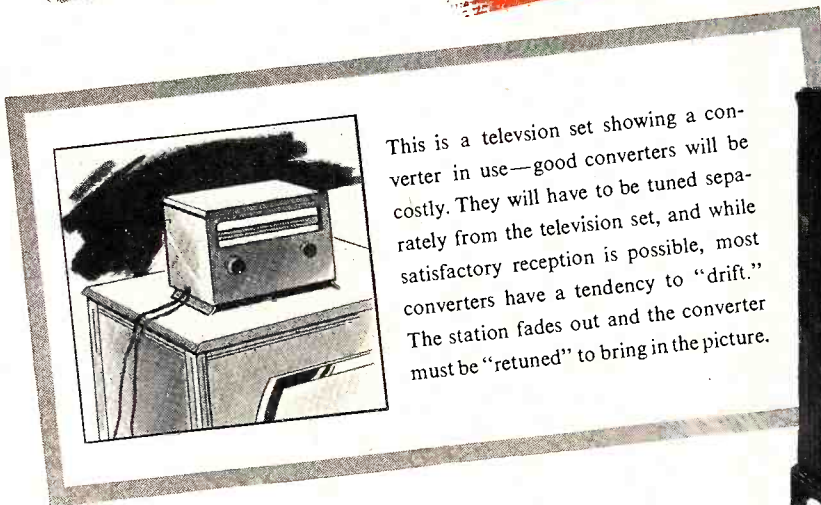 This is a televsion set showing a con-
verter in use—good converters will be
costly. They will have to be tuned sepa-
rately from the television set, and while
satisfactory reception is possible, most
converters have a tendency to “drift.”
The station fades out and the converter
must be “retuned” to bring in the picture.